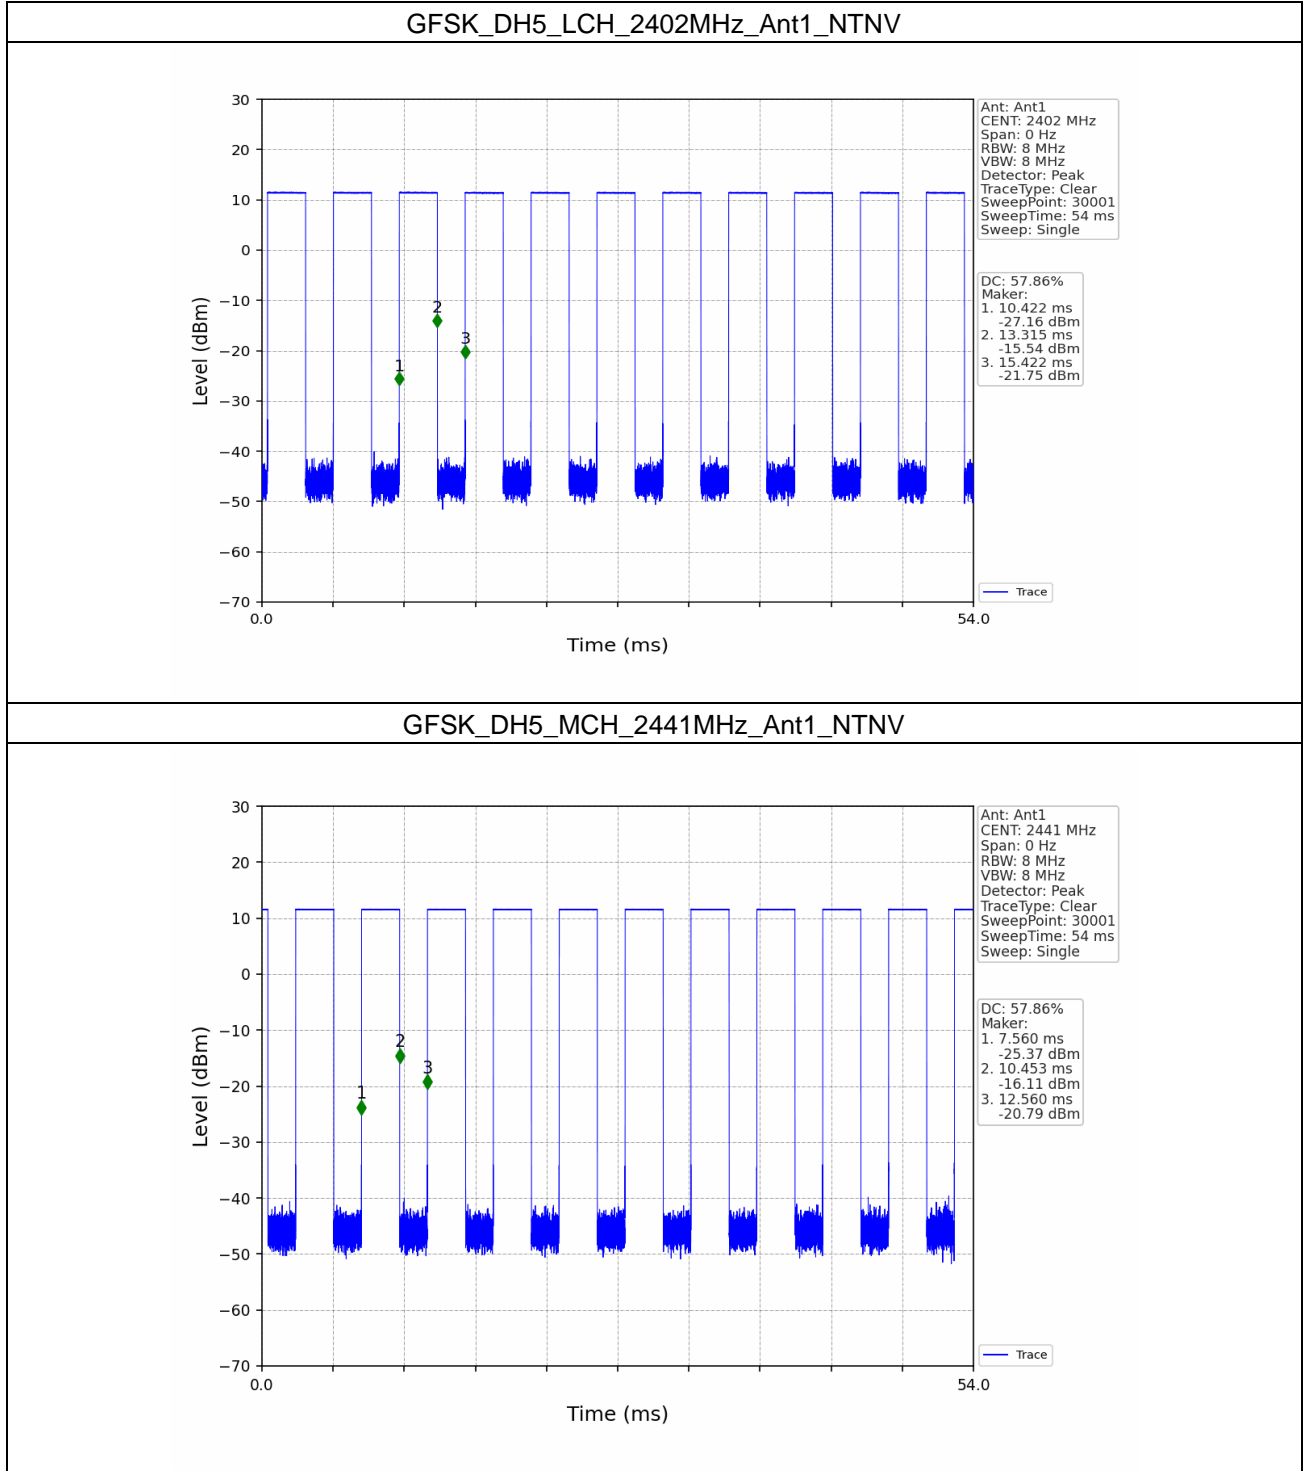 GFSK_DH5_LCH_2402MHz_Ant1_NTNV
30
20
10
0
−10
−20
−30
−40
−50
−60
−70
Level (dBm)
1
2
3
0.0
54.0
Time (ms)
Ant: Ant1
CENT: 2402 MHz
Span: 0 Hz
RBW: 8 MHz
VBW: 8 MHz
Detector: Peak
TraceType: Clear
SweepPoint: 30001
SweepTime: 54 ms
Sweep: Single
DC: 57.86%
Maker:
1. 10.422 ms
-27.16 dBm
2. 13.315 ms
-15.54 dBm
3. 15.422 ms
-21.75 dBm
Trace
GFSK_DH5_MCH_2441MHz_Ant1_NTNV
30
20
10
0
−10
−20
−30
−40
−50
−60
−70
Level (dBm)
1
2
3
0.0
54.0
Time (ms)
Ant: Ant1
CENT: 2441 MHz
Span: 0 Hz
RBW: 8 MHz
VBW: 8 MHz
Detector: Peak
TraceType: Clear
SweepPoint: 30001
SweepTime: 54 ms
Sweep: Single
DC: 57.86%
Maker:
1. 7.560 ms
-25.37 dBm
2. 10.453 ms
-16.11 dBm
3. 12.560 ms
-20.79 dBm
Trace